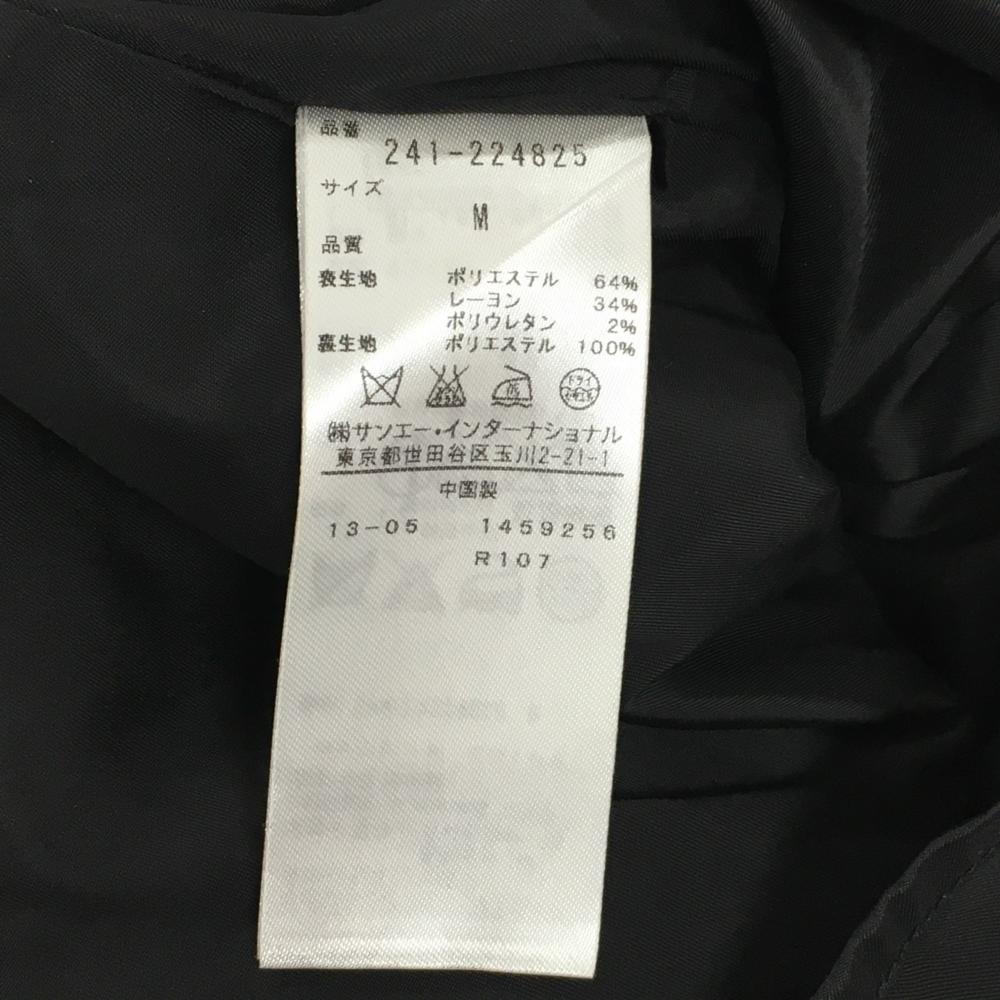 品番
241-224825
サイズ
M
品質
表生地 ポリエステル 64%
レーヨン 34%
ポリウレタン 2%
裏生地 ポリエステル 100%
ドライ
㈱サンエー・インターナショナル
東京都世田谷区玉川2-21-1
中国製
13-05 1459256
R107